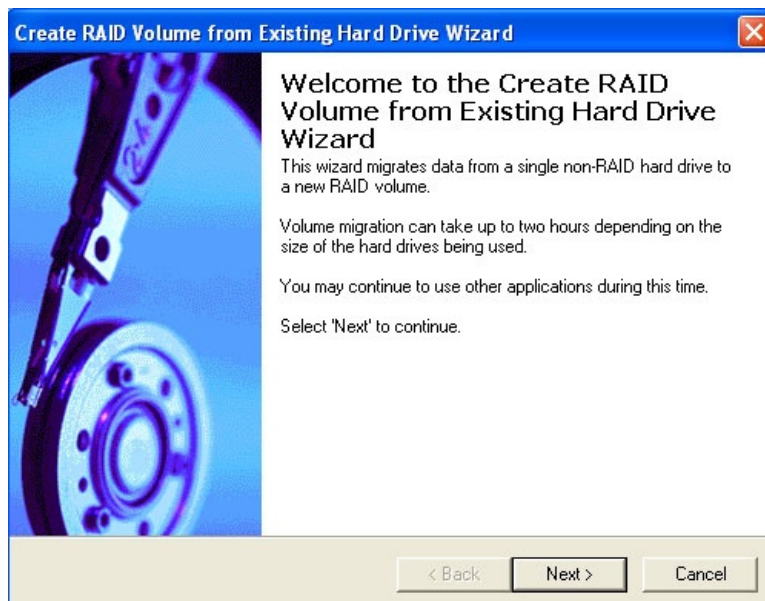 Create RAID Volume from Existing Hard Drive Wizard
Welcome to the Create RAID
Volume from Existing Hard Drive
Wizard
This wizard migrates data from a single non-RAID hard drive to
a new RAID volume.
Volume migration can take up to two hours depending on the
size of the hard drives being used.
You may continue to use other applications during this time.
Select 'Next' to continue.
< Back
Next >
Cancel